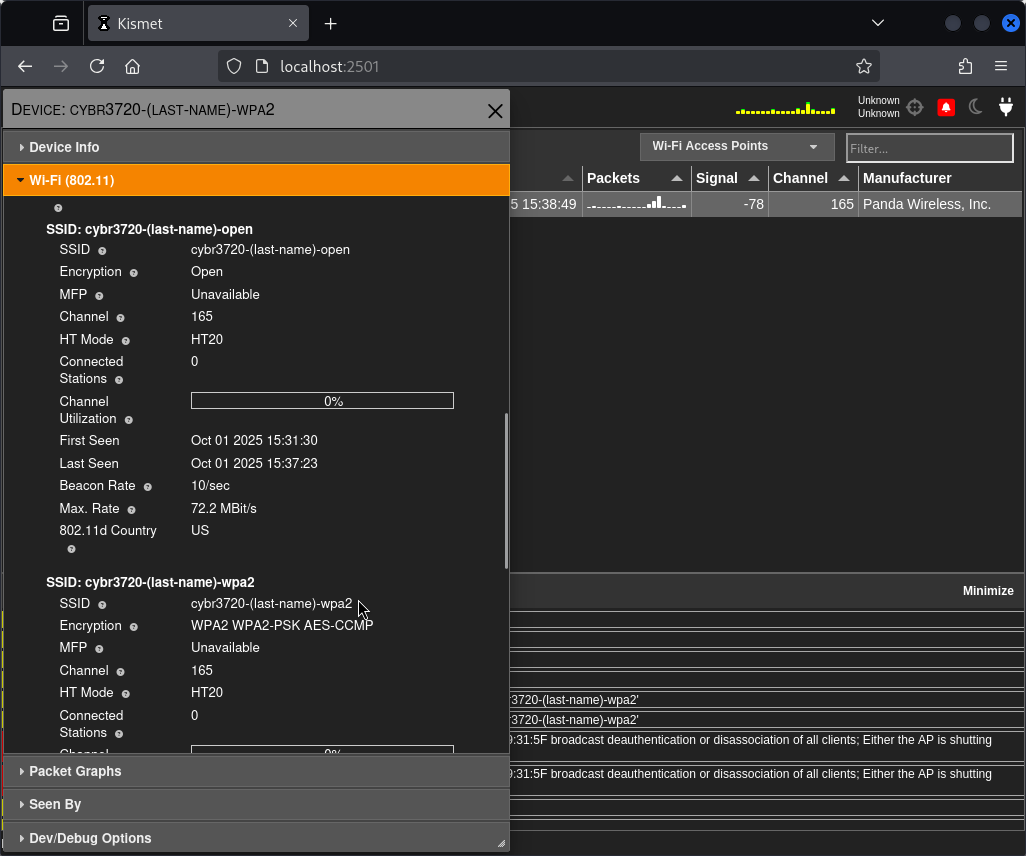 Kismet
localhost:2501
DEVICE: CYBR3720-(LAST-NAME)-WPA2
Unknown
Unknown
Device Info
Wi-Fi Access Points
Filter...
Wi-Fi (802.11)
Packets Signal Channel Manufacturer
5 15:38:49 -78 165 Panda Wireless, Inc.
SSID: cybr3720-(last-name)-open
SSID cybr3720-(last-name)-open
Encryption Open
MFP Unavailable
Channel 165
HT Mode HT20
Connected Stations 0
Channel Utilization 0%
First Seen Oct 01 2025 15:31:30
Last Seen Oct 01 2025 15:37:23
Beacon Rate 10/sec
Max. Rate 72.2 MBit/s
802.11d Country US
SSID: cybr3720-(last-name)-wpa2
SSID cybr3720-(last-name)-wpa2
Encryption WPA2 WPA2-PSK AES-CCMP
MFP Unavailable
Channel 165
HT Mode HT20
Connected Stations 0
Channel 0%
Packet Graphs
Seen By
Dev/Debug Options
Minimize
3720-(last-name)-wpa2'
3720-(last-name)-wpa2'
9:31:5F broadcast deauthentication or disassociation of all clients; Either the AP is shutting
9:31:5F broadcast deauthentication or disassociation of all clients; Either the AP is shutting